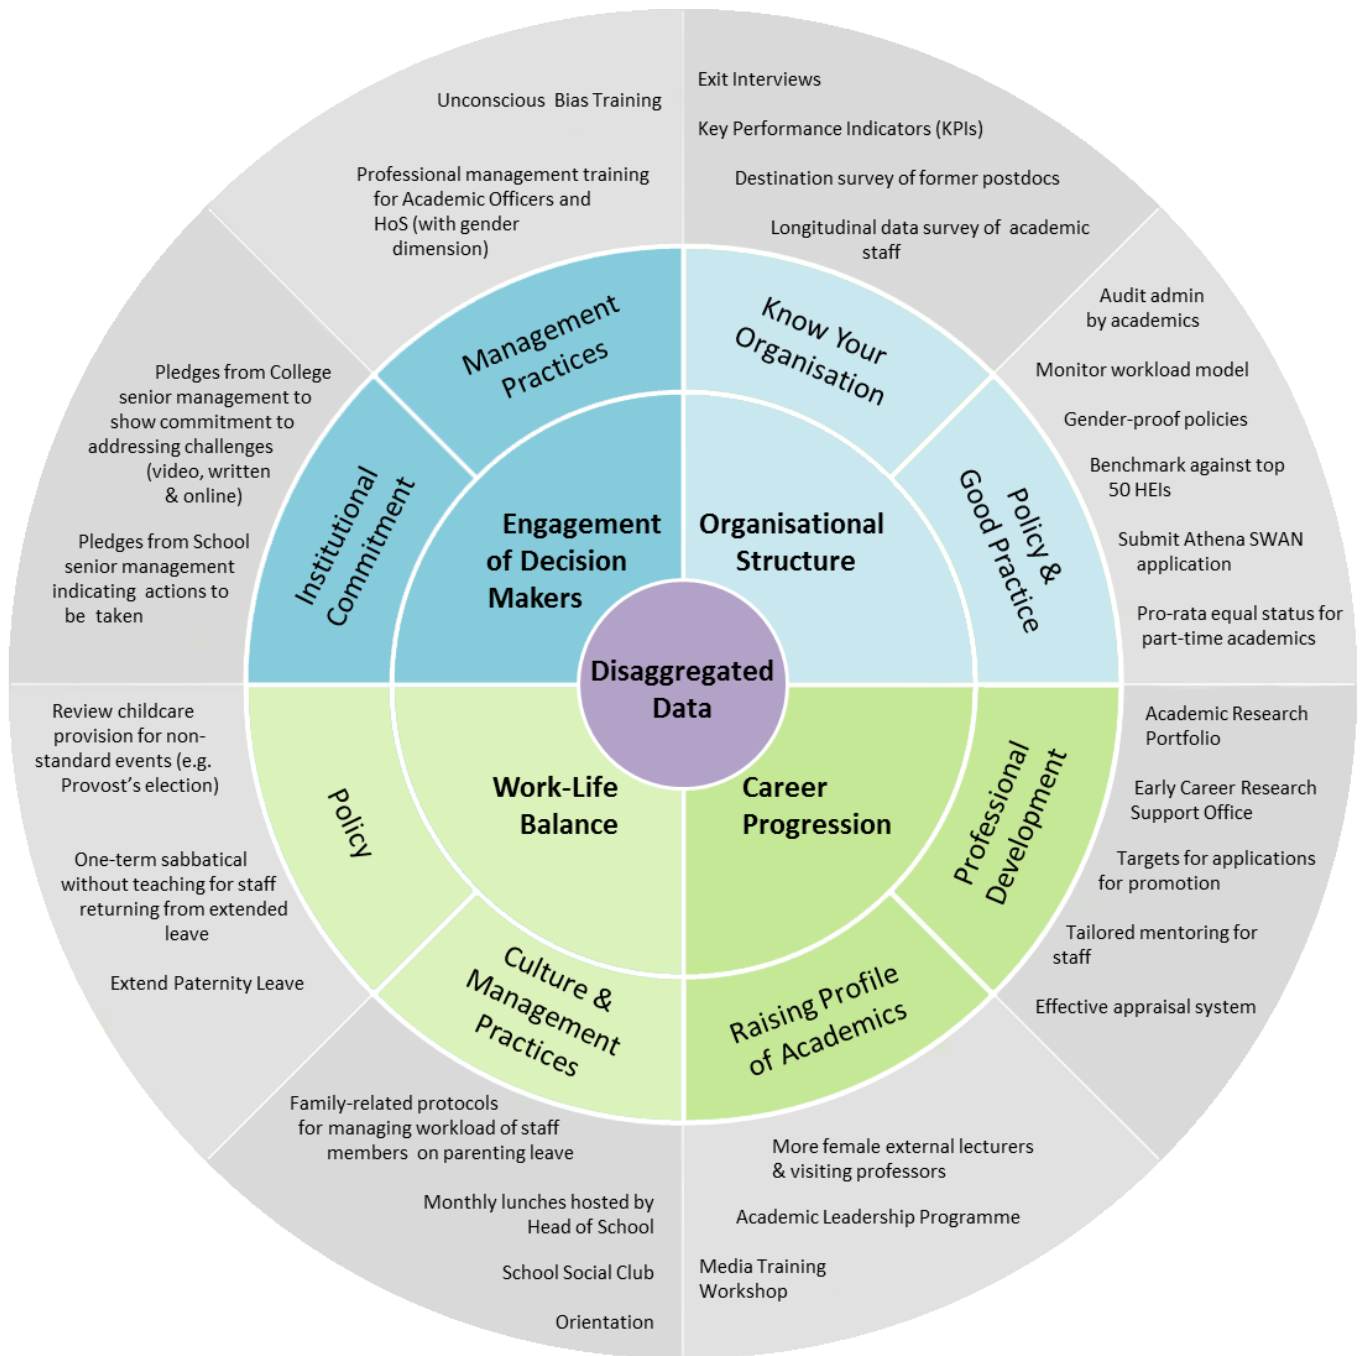 Unconscious Bias Training
Professional management training
for Academic Officers and
HoS (with gender
dimension)
Exit Interviews
Key Performance Indicators (KPIs)
Destination survey of former postdocs
Longitudinal data survey of academic
staff
Audit admin
by academics
Monitor workload model
Gender-proof policies
Benchmark against top
50 HEIs
Submit Athena SWAN
application
Pro-rata equal status for
part-time academics
Pledges from College
senior management to
show commitment to
addressing challenges
(video, written
& online)
Pledges from School
senior management
indicating actions to
be taken
Management
Practices
Know Your
Organisation
Institutional
Commitment
Policy &
Good Practice
Engagement
of Decision
Makers
Organisational
Structure
Disaggregated
Data
Work-Life
Balance
Career
Progression
Policy
Professional
Development
Culture &
Management
Practices
Raising Profile
of Academics
Review childcare
provision for non-
standard events (e.g.
Provost’s election)
One-term sabbatical
without teaching for staff
returning from extended
leave
Extend Paternity Leave
Academic Research
Portfolio
Early Career Research
Support Office
Targets for applications
for promotion
Tailored mentoring for
staff
Effective appraisal system
Family-related protocols
for managing workload of staff
members on parenting leave
Monthly lunches hosted by
Head of School
School Social Club
Orientation
More female external lecturers
& visiting professors
Academic Leadership Programme
Media Training
Workshop